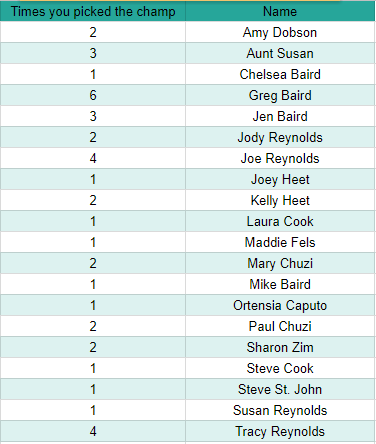 Times you picked the champ Name
2 Amy Dobson
3 Aunt Susan
1 Chelsea Baird
6 Greg Baird
3 Jen Baird
2 Jody Reynolds
4 Joe Reynolds
1 Joey Heet
2 Kelly Heet
1 Laura Cook
1 Maddie Fels
2 Mary Chuzi
1 Mike Baird
1 Ortensia Caputo
2 Paul Chuzi
2 Sharon Zim
1 Steve Cook
1 Steve St. John
1 Susan Reynolds
4 Tracy Reynolds